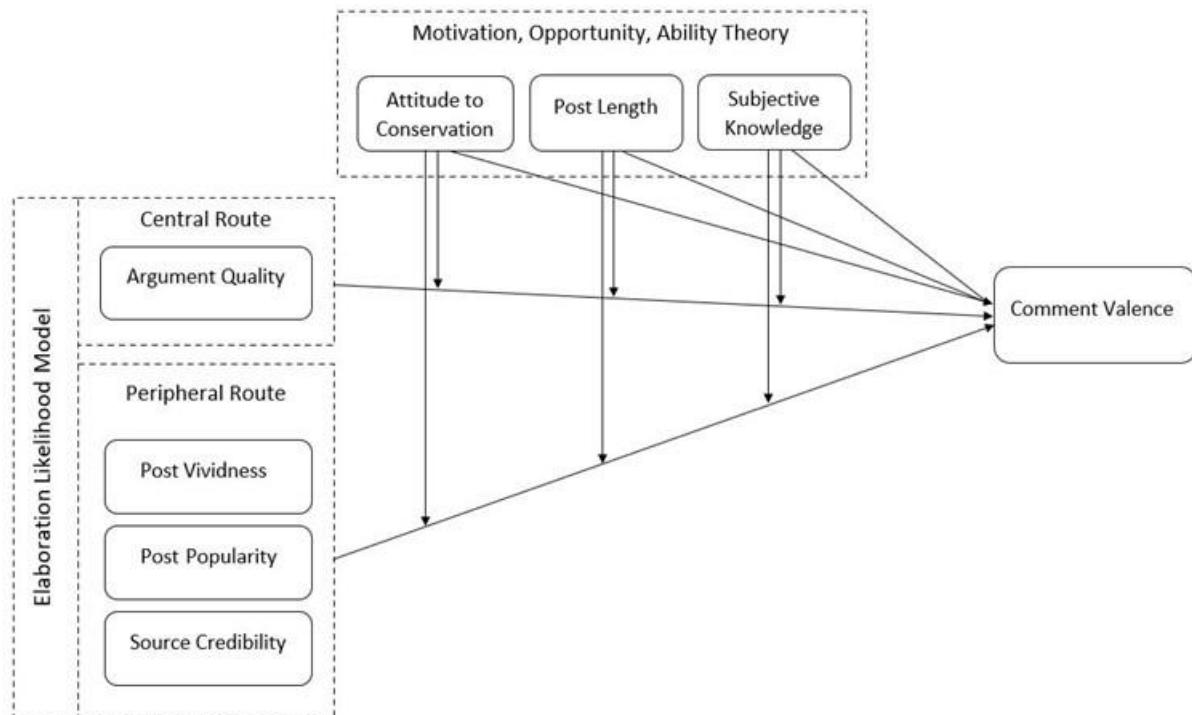 Motivation, Opportunity, Ability Theory
Attitude to
Conservation
Post Length
Subjective
Knowledge
Elaboration Likelihood Model
Central Route
Argument Quality
Peripheral Route
Post Vividness
Post Popularity
Source Credibility
Comment Valence